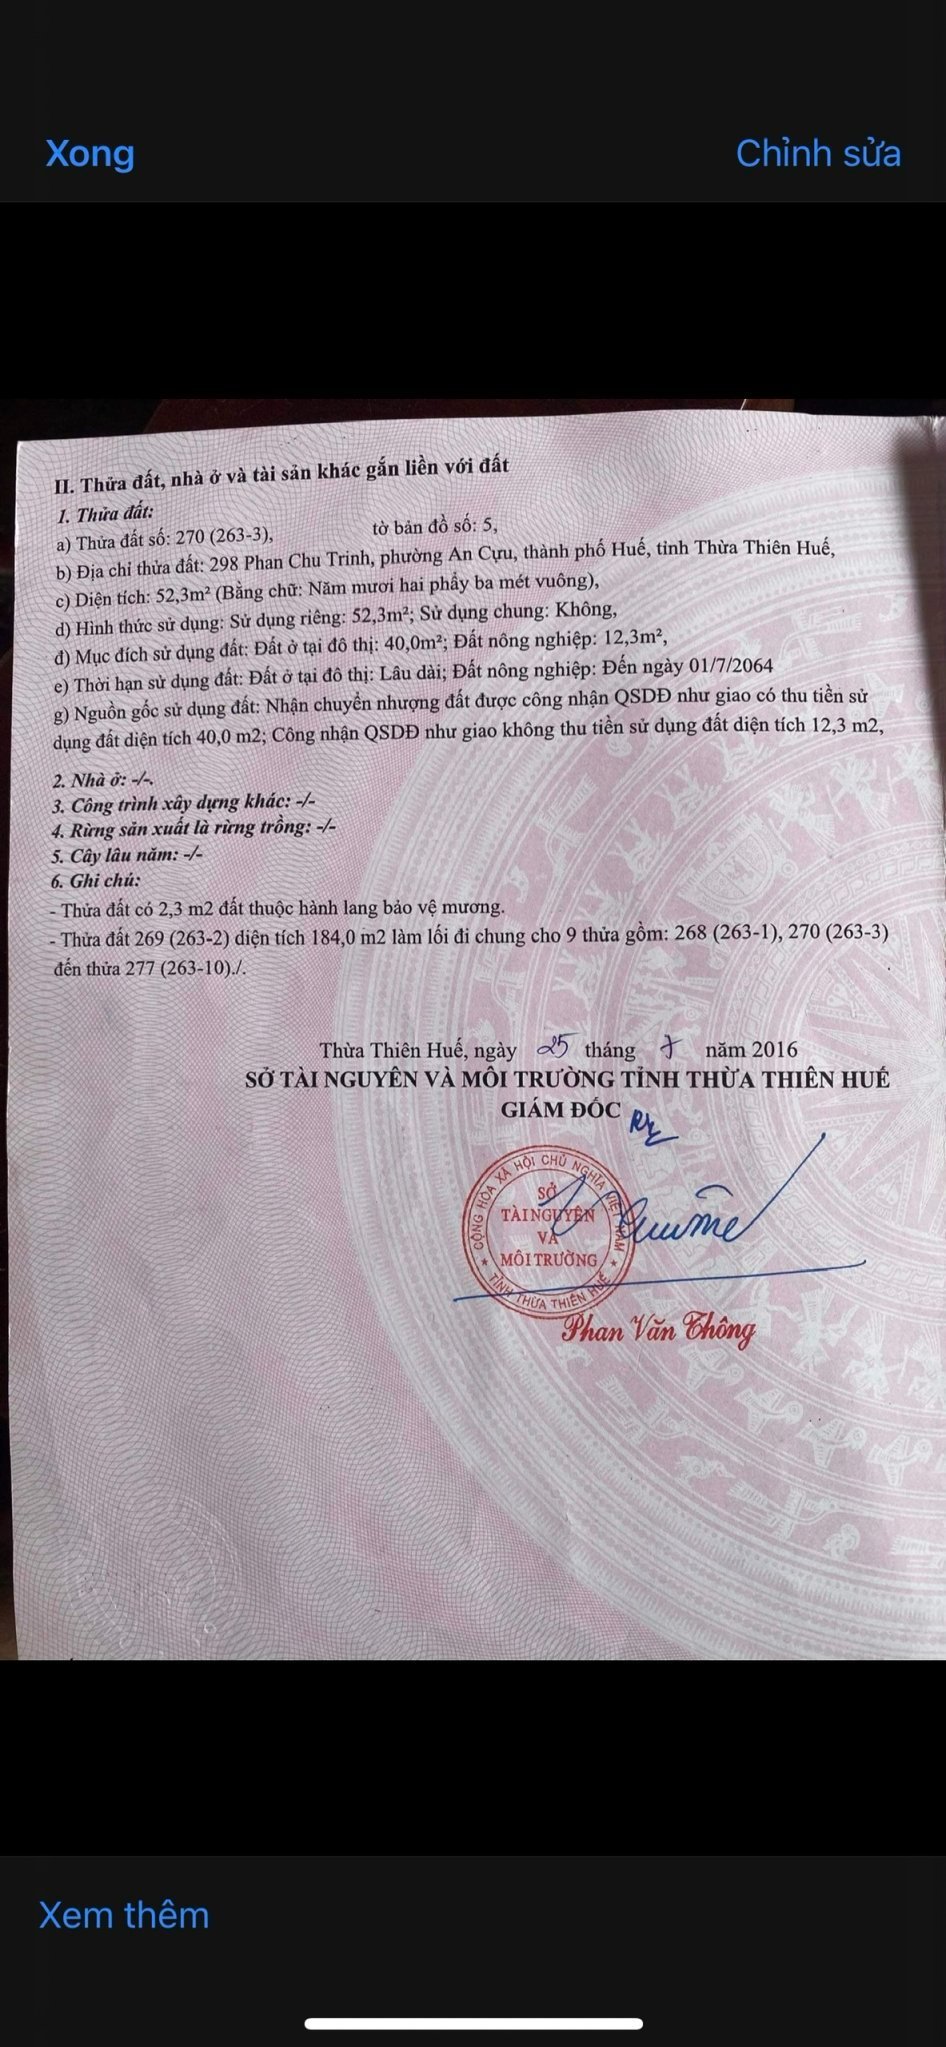 Xong
Chỉnh sửa
II. Thửa đất, nhà ở và tài sản khác gắn liền với đất
1. Thửa đất:
a) Thửa đất số: 270 (263-3), tờ bản đồ số: 5,
b) Địa chỉ thửa đất: 298 Phan Chu Trinh, phường An Cựu, thành phố Huế, tỉnh Thừa Thiên Huế,
c) Diện tích: 52,3m² (Bằng chữ: Năm mươi hai phẩy ba mét vuông),
d) Hình thức sử dụng: Sử dụng riêng: 52,3m²; Sử dụng chung: Không,
đ) Mục đích sử dụng đất: Đất ở tại đô thị: 40,0m²; Đất nông nghiệp: 12,3m²,
e) Thời hạn sử dụng đất: Đất ở tại đô thị: Lâu dài; Đất nông nghiệp: Đến ngày 01/7/2064
g) Nguồn gốc sử dụng đất: Nhận chuyển nhượng đất được công nhận QSDĐ như giao có thu tiền sử
dụng đất diện tích 40,0 m2; Công nhận QSDĐ như giao không thu tiền sử dụng đất diện tích 12,3 m2,
2. Nhà ở: -/-.
3. Công trình xây dựng khác: -/-
4. Rừng sản xuất là rừng trồng: -/-
5. Cây lâu năm: -/-
6. Ghi chú:
- Thửa đất có 2,3 m2 đất thuộc hành lang bảo vệ mương.
- Thửa đất 269 (263-2) diện tích 184,0 m2 làm lối đi chung cho 9 thửa gồm: 268 (263-1), 270 (263-3)
đến thửa 277 (263-10)./.
Thừa Thiên Huế, ngày 25 tháng 7 năm 2016
SỞ TÀI NGUYÊN VÀ MÔI TRƯỜNG TỈNH THỪA THIÊN HUẾ
GIÁM ĐỐC
CỘNG HÒA XÃ HỘI CHỦ NGHĨA VIỆT NAM
SỞ
TÀI NGUYÊN
VÀ
MÔI TRƯỜNG
TỈNH THỪA THIÊN HUẾ
Phan Văn Thông
Xem thêm